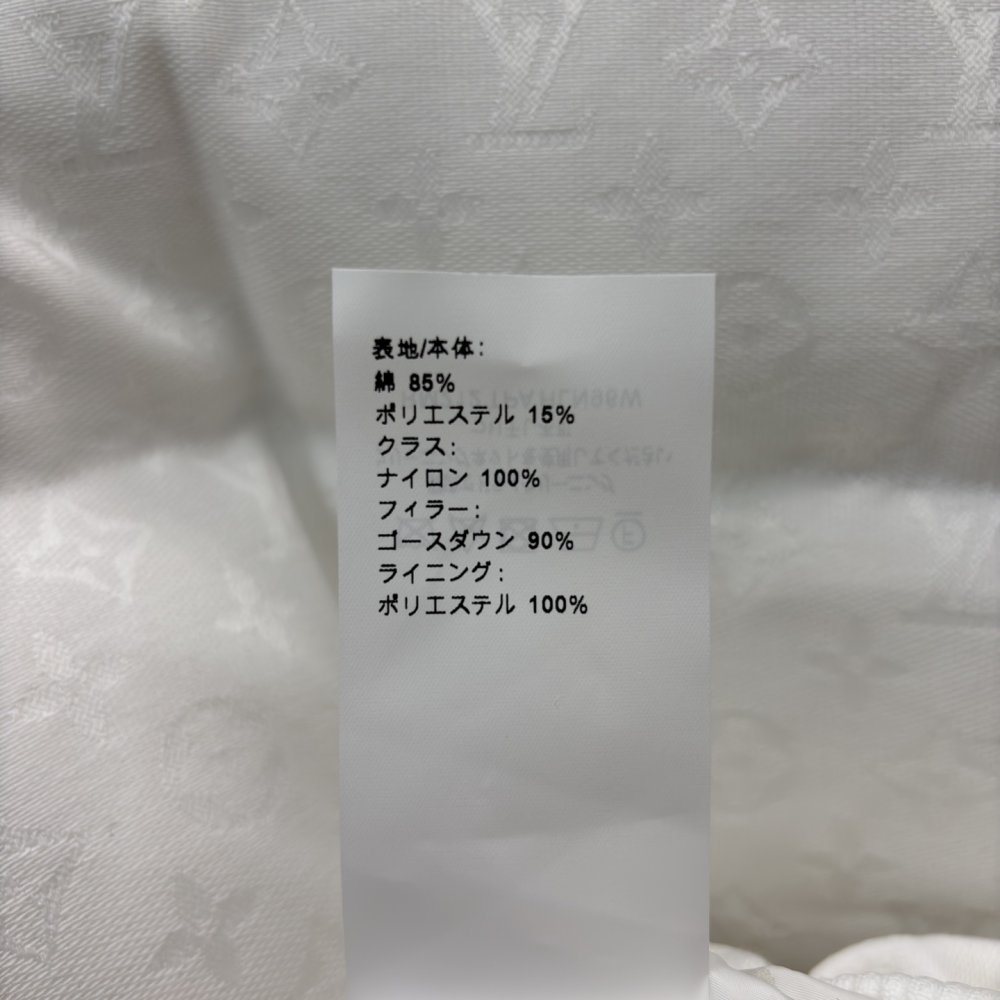 表地/本体:
綿 85%
ポリエステル 15%
クラス:
ナイロン 100%
フィラー:
ゴースダウン 90%
ライニング:
ポリエステル 100%